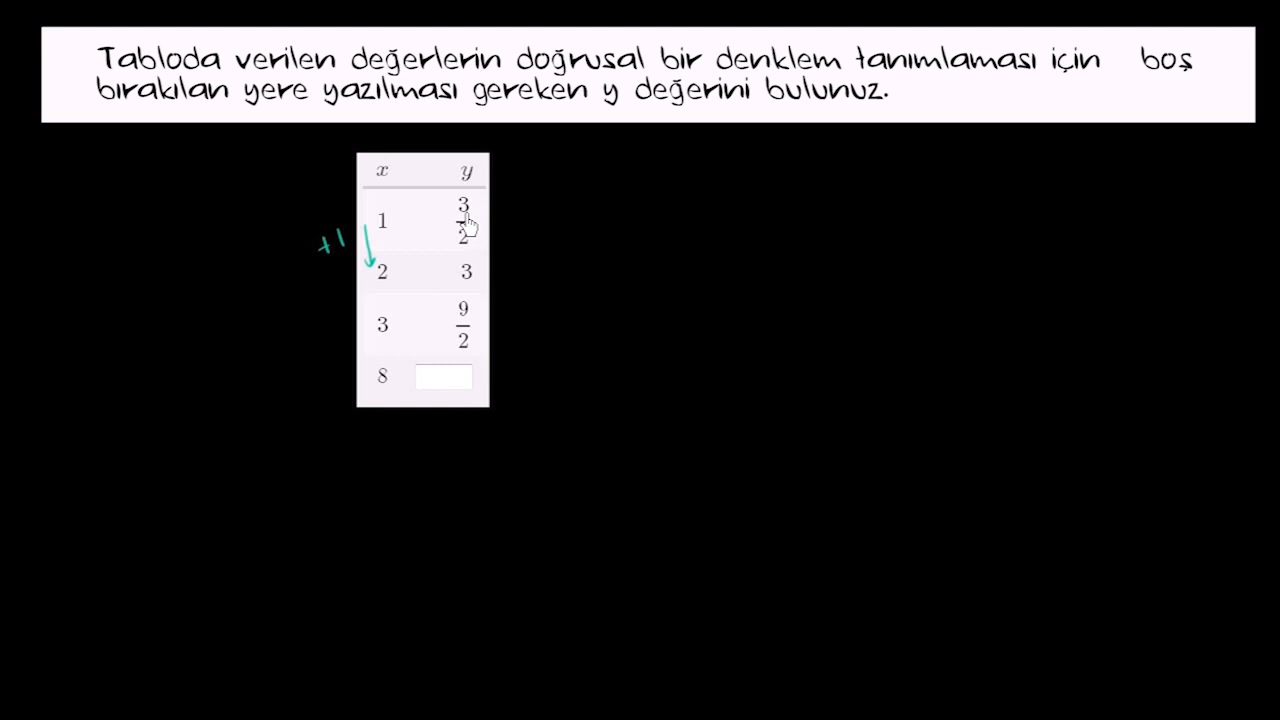 Tabloda verilen değerlerin doğrusal bir denklem tanımlaması için boş
bırakılan yere yazılması gereken y değerini bulunuz.
x y
1 3/2
+1
2 3
3 9/2
8